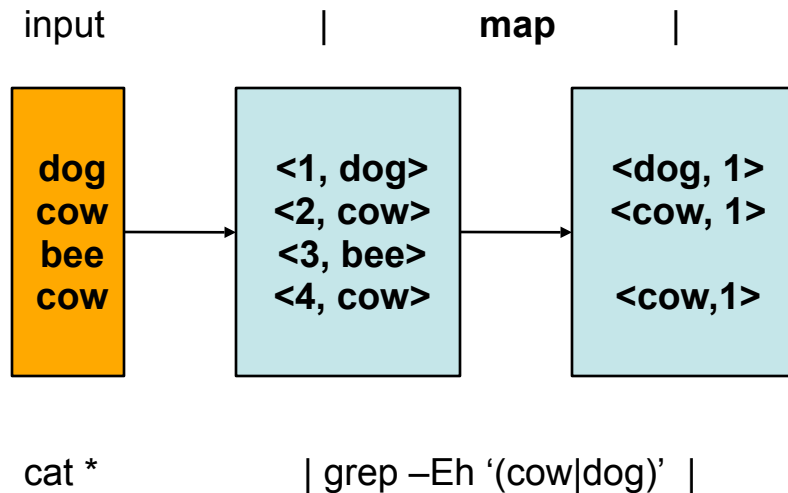 input | map |
dog <1, dog> <dog, 1>
cow <2, cow> <cow, 1>
bee <3, bee>
cow <4, cow> <cow,1>
cat * | grep –Eh ‘(cow|dog)’ |